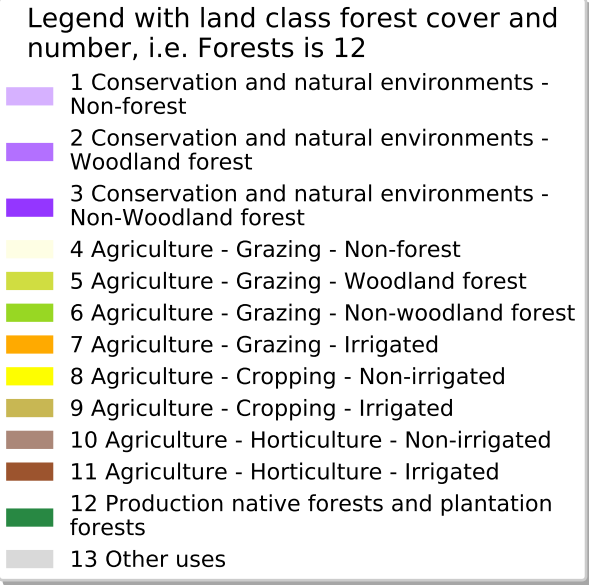 Legend with land class forest cover and
number, i.e. Forests is 12
1 Conservation and natural environments -
Non-forest
2 Conservation and natural environments -
Woodland forest
3 Conservation and natural environments -
Non-Woodland forest
4 Agriculture - Grazing - Non-forest
5 Agriculture - Grazing - Woodland forest
6 Agriculture - Grazing - Non-woodland forest
7 Agriculture - Grazing - Irrigated
8 Agriculture - Cropping - Non-irrigated
9 Agriculture - Cropping - Irrigated
10 Agriculture - Horticulture - Non-irrigated
11 Agriculture - Horticulture - Irrigated
12 Production native forests and plantation
forests
13 Other uses